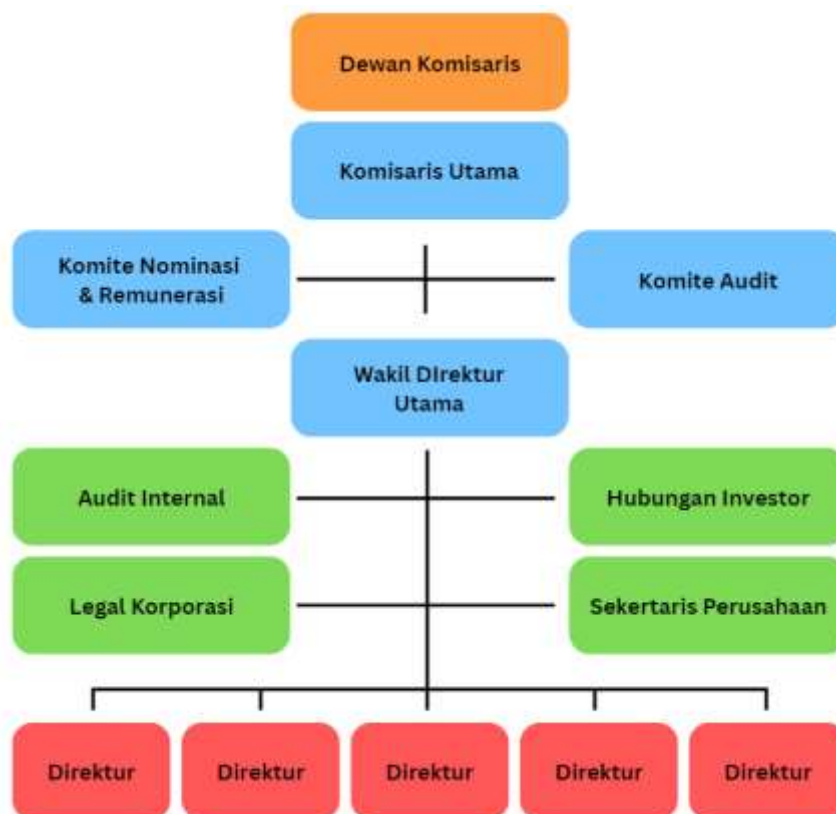 Dewan Komisaris
Komisaris Utama
Komite Nominasi
& Remunerasi
Komite Audit
Wakil DIrektur
Utama
Audit Internal
Hubungan Investor
Legal Korporasi
Sekertaris Perusahaan
Direktur
Direktur
Direktur
Direktur
Direktur